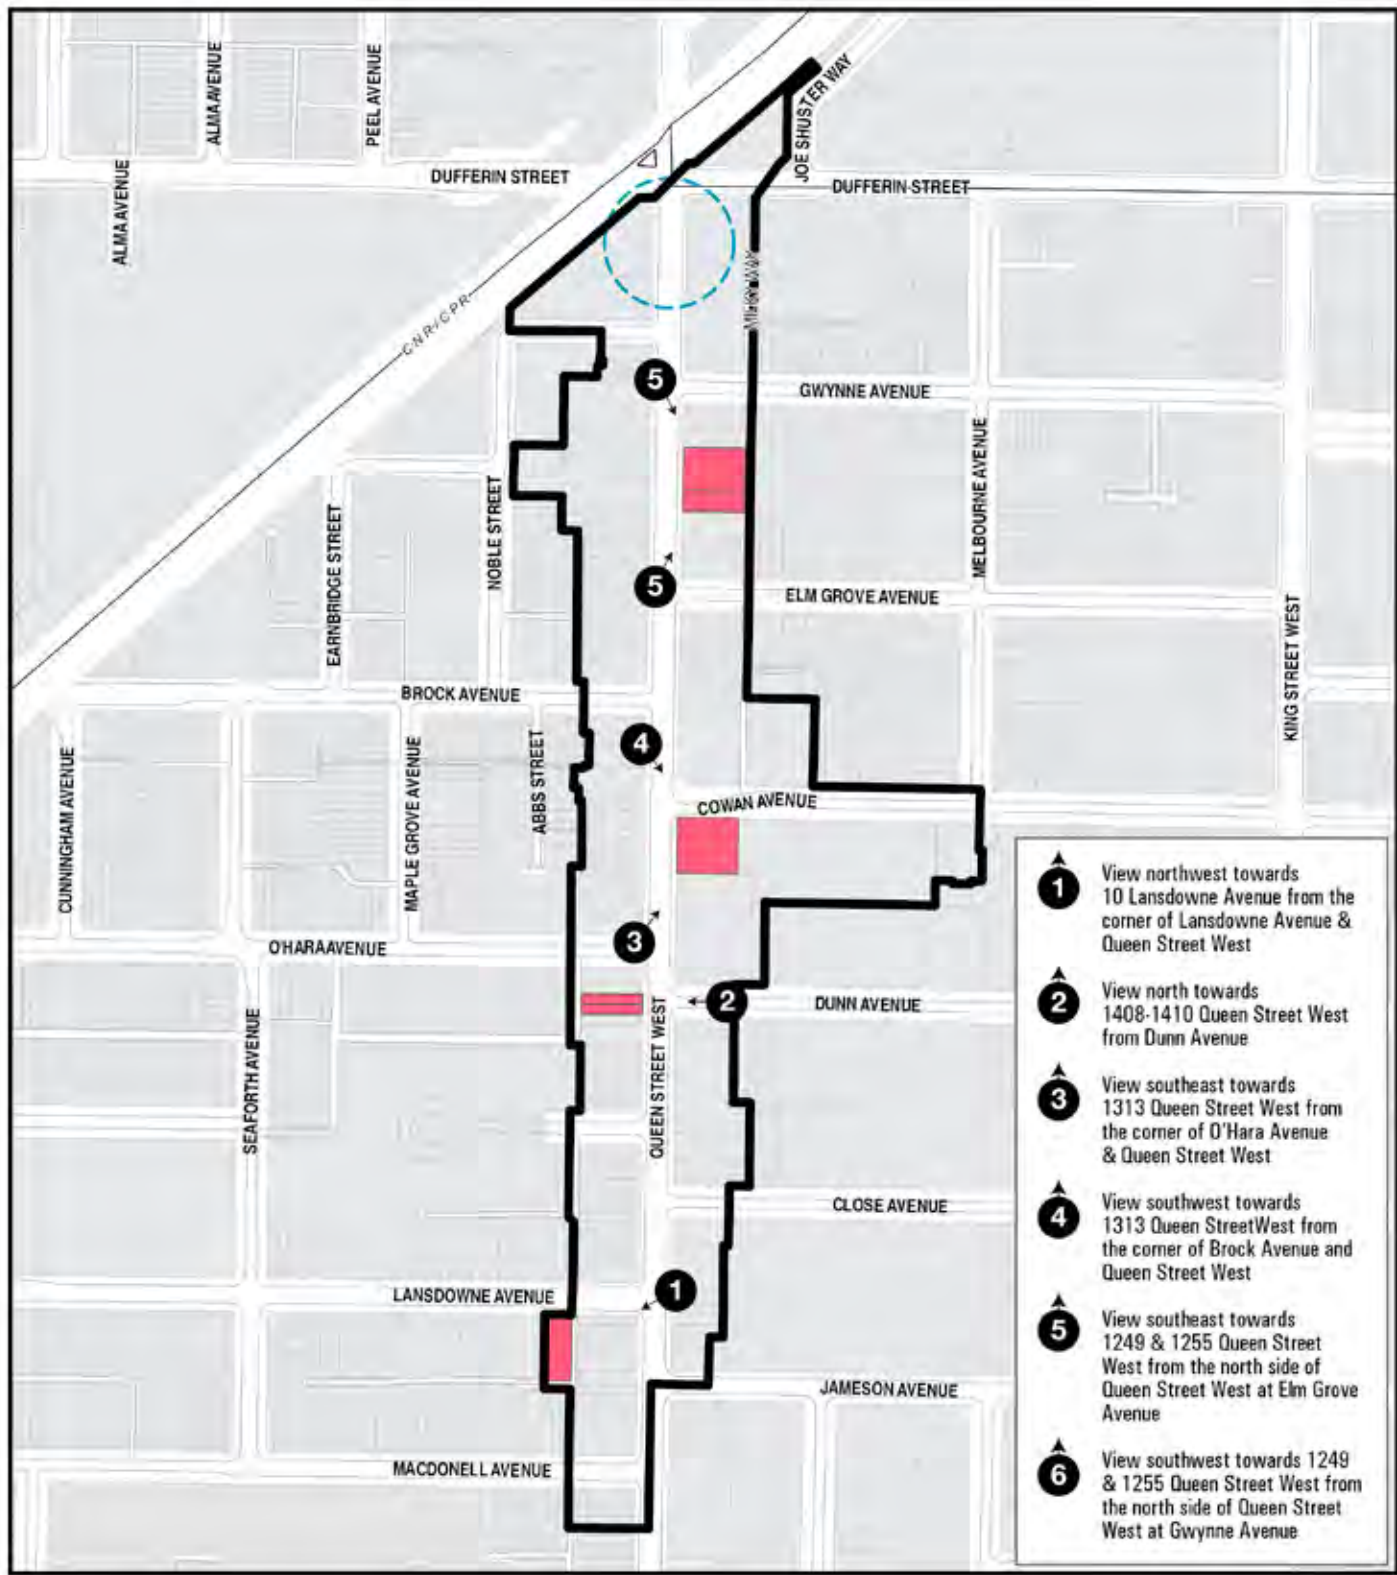 ALMA AVENUE
PEEL AVENUE
JOE SHUSTER WAY
ALMA AVENUE
DUFFERIN STREET
DUFFERIN STREET
CNR/CPR
5
GWYNNE AVENUE
MELBOURNE AVENUE
NOBLE STREET
EARNBRIDGE STREET
5
ELM GROVE AVENUE
KING STREET WEST
BROCK AVENUE
4
CUNNINGHAM AVENUE
MAPLE GROVE AVENUE
ABBS STREET
COWAN AVENUE
3
O'HARA AVENUE
2
DUNN AVENUE
SEAFORTH AVENUE
QUEEN STREET WEST
CLOSE AVENUE
1
LANSDOWNE AVENUE
JAMESON AVENUE
MACDONELL AVENUE
1
View northwest towards
10 Lansdowne Avenue from the
corner of Lansdowne Avenue &
Queen Street West
2
View north towards
1408-1410 Queen Street West
from Dunn Avenue
3
View southeast towards
1313 Queen Street West from
the corner of O'Hara Avenue
& Queen Street West
4
View southwest towards
1313 Queen StreetWest from
the corner of Brock Avenue and
Queen Street West
5
View southeast towards
1249 & 1255 Queen Street
West from the north side of
Queen Street West at Elm Grove
Avenue
6
View southwest towards 1249
& 1255 Queen Street West from
the north side of Queen Street
West at Gwynne Avenue